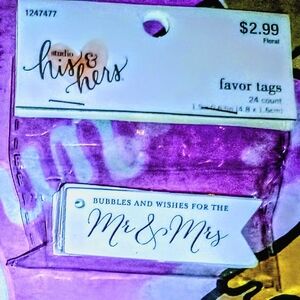 1247477
$2.99
Floral
studio
his & hers
favor tags
24 count
BUBBLES AND WISHES FOR THE
Mr & Mrs